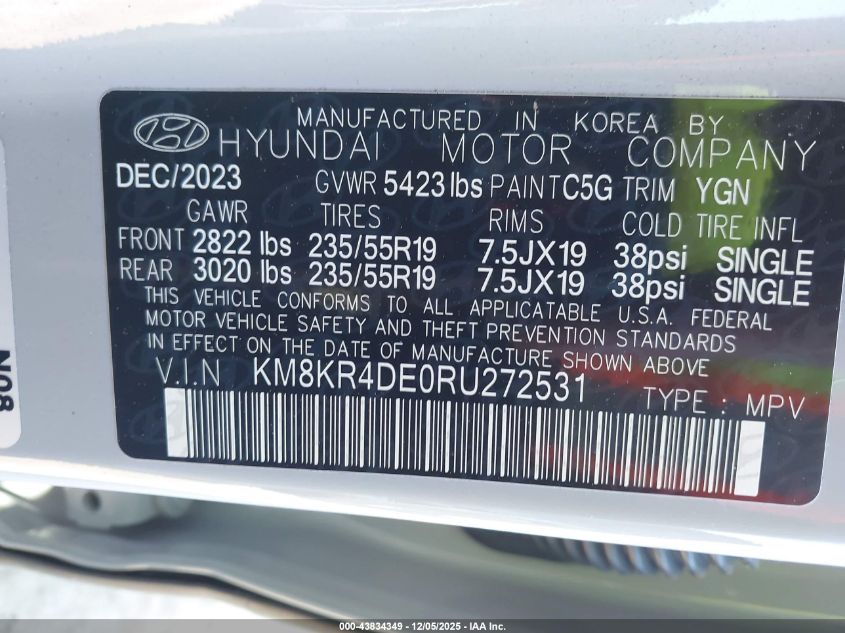 MANUFACTURED IN KOREA BY
HYUNDAI MOTOR COMPANY
DEC/2023 GVWR 5423 lbs PAINT C5G TRIM YGN
GAWR TIRES RIMS COLD TIRE INFL
FRONT 2822 lbs 235/55R19 7.5JX19 38psi SINGLE
REAR 3020 lbs 235/55R19 7.5JX19 38psi SINGLE
THIS VEHICLE CONFORMS TO ALL APPLICATABLE U.S.A. FEDERAL
MOTOR VEHICLE SAFETY AND THEFT PREVENTION STANDARDS
IN EFFECT ON THE DATE OF MANUFACTURE SHOWN ABOVE
V.I.N KM8KR4DE0RU272531 TYPE : MPV
N08
000-43834349 | 12/05/2025 - IAA Inc.